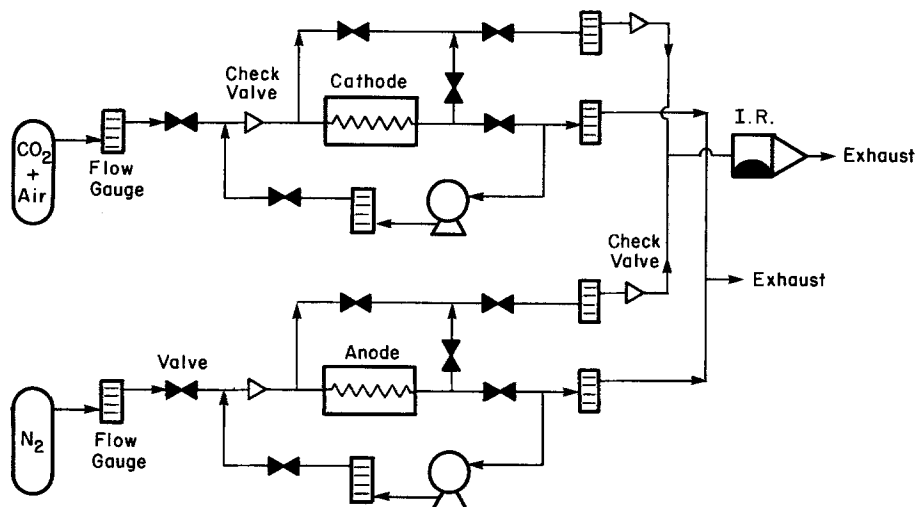 Check
Valve
Cathode
I.R.
Exhaust
CO2
+
Air
Flow
Gauge
Check
Valve
Exhaust
Valve
Anode
N2
Flow
Gauge